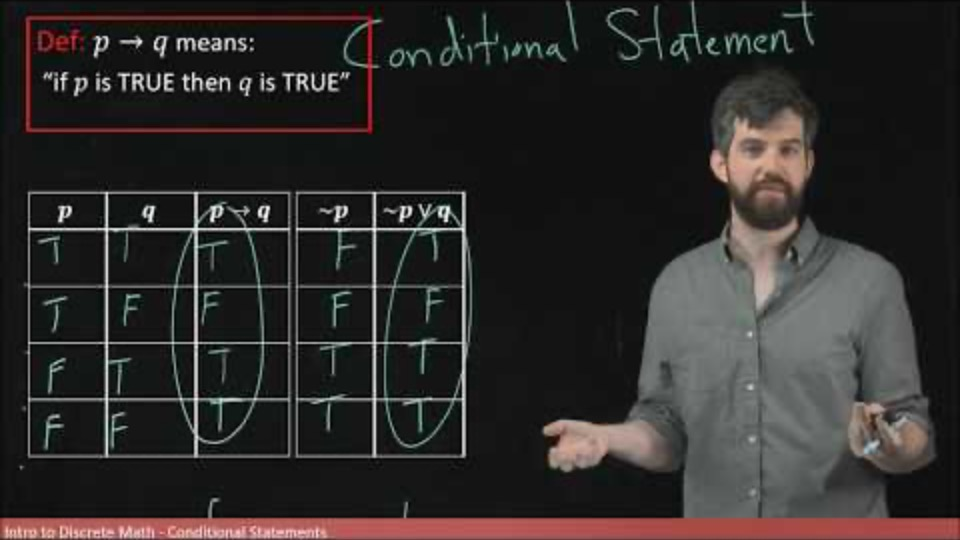 Def: p → q means:
"if p is TRUE then q is TRUE"
Conditional Statement
p q p → q ~p ~p ∨ q
T T T F T
T F F F F
F T T T T
F F T T T
Intro to Discrete Math - Conditional Statements